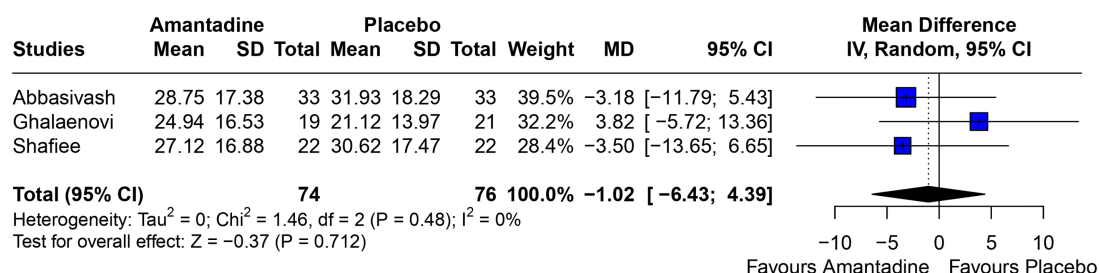 Amantadine Placebo Mean Difference
Studies Mean SD Total Mean SD Total Weight MD 95% CI IV, Random, 95% CI
Abbasivash 28.75 17.38 33 31.93 18.29 33 39.5% −3.18 [−11.79; 5.43]
Ghalaenovi 24.94 16.53 19 21.12 13.97 21 32.2% 3.82 [ −5.72; 13.36]
Shafiee 27.12 16.88 22 30.62 17.47 22 28.4% −3.50 [−13.65; 6.65]
Total (95% CI) 74 76 100.0% −1.02 [ −6.43; 4.39]
Heterogeneity: Tau² = 0; Chi² = 1.46, df = 2 (P = 0.48); I² = 0%
Test for overall effect: Z = −0.37 (P = 0.712)
−10 −5 0 5 10
Favours Amantadine Favours Placebo